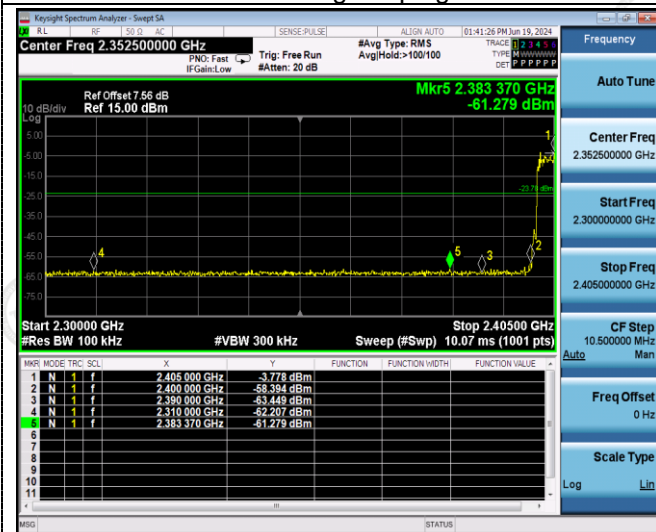 Keysight Spectrum Analyzer - Swept SA
RL RF 50 Ω AC SENSE:PULSE ALIGN AUTO 01:41:26 PM Jun 19, 2024
Center Freq 2.352500000 GHz
PNO: Fast
IFGain:Low
Trig: Free Run
#Atten: 20 dB
#Avg Type: RMS
Avg|Hold:>100/100
TRACE 1 2 3 4 5 6
TYPE M W W W W W
DET P P P P P P
Ref Offset 7.56 dB
10 dB/div Ref 15.00 dBm
Log
Mkr5 2.383 370 GHz
-61.279 dBm
5.00
-5.00
-15.0
-25.0
-35.0
-45.0
-55.0
-65.0
-75.0
-23.78 dBm
1
2
3
4
5
Start 2.30000 GHz Stop 2.40500 GHz
#Res BW 100 kHz #VBW 300 kHz Sweep (#Swp) 10.07 ms (1001 pts)
MKR MODE TRC SCL X Y FUNCTION FUNCTION WIDTH FUNCTION VALUE
1 N 1 f 2.405 000 GHz -3.778 dBm
2 N 1 f 2.400 000 GHz -58.394 dBm
3 N 1 f 2.390 000 GHz -63.449 dBm
4 N 1 f 2.310 000 GHz -62.207 dBm
5 N 1 f 2.383 370 GHz -61.279 dBm
6
7
8
9
10
11
MSG STATUS
Frequency
Auto Tune
Center Freq
2.352500000 GHz
Start Freq
2.300000000 GHz
Stop Freq
2.405000000 GHz
CF Step
10.500000 MHz
Auto Man
Freq Offset
0 Hz
Scale Type
Log Lin